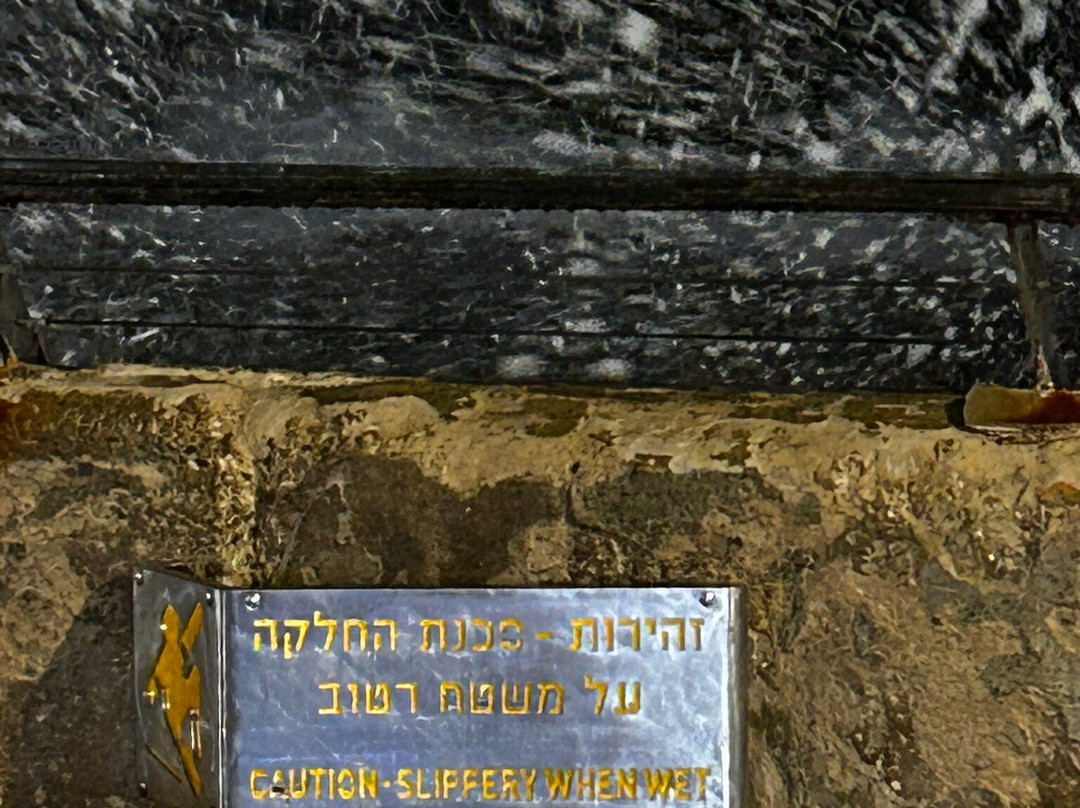 זהירות - סכנת החלקה
על משטח רטוב
CAUTION·SLIPPERY WHEN WET